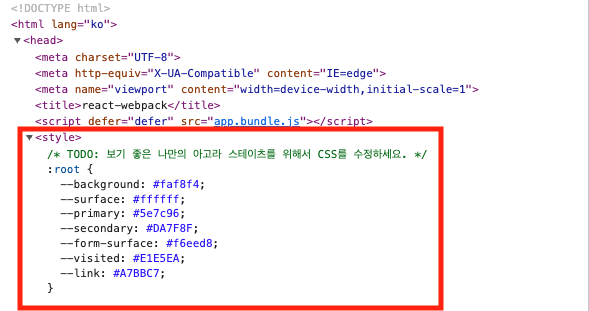 <!DOCTYPE html>
<html lang="ko">
▼<head>
<meta charset="UTF-8">
<meta http-equiv="X-UA-Compatible" content="IE=edge">
<meta name="viewport" content="width=device-width,initial-scale=1">
<title>react-webpack</title>
<script defer="defer" src="app.bundle.js"></script>
▼<style>
/* TODO: 보기 좋은 나만의 아고라 스테이츠를 위해서 CSS를 수정하세요. */
:root {
--background: #faf8f4;
--surface: #ffffff;
--primary: #5e7c96;
--secondary: #DA7F8F;
--form-surface: #f6eed8;
--visited: #E1E5EA;
--link: #A7BBC7;
}